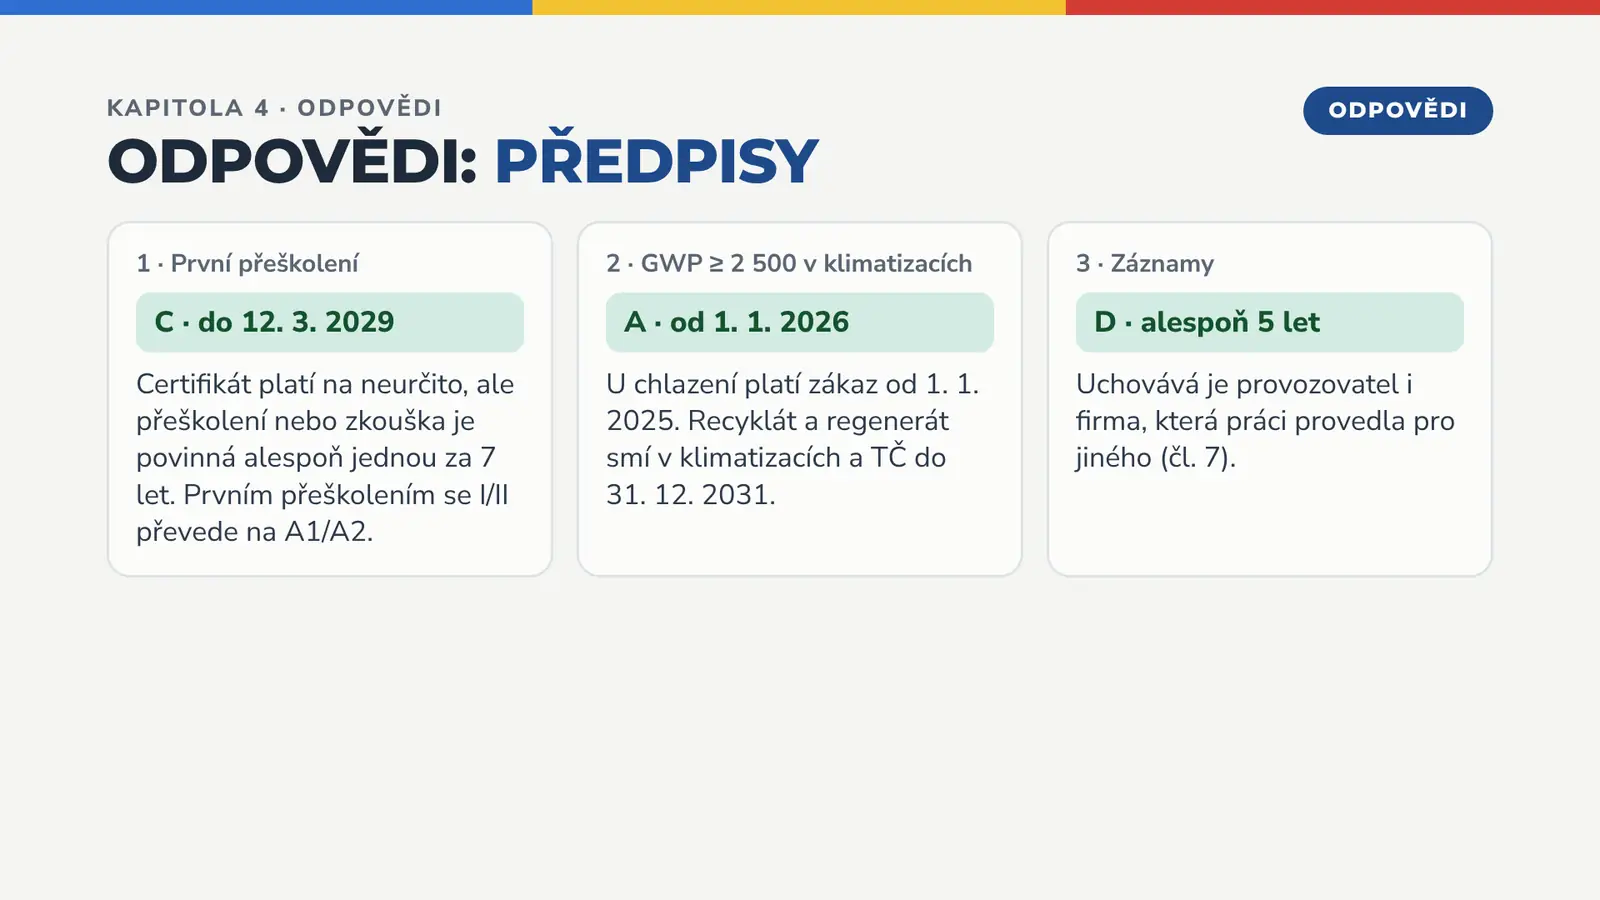 KAPITOLA 4 · ODPOVĚDI
ODPOVĚDI
ODPOVĚDI: PŘEDPISY
1 · První přeškolení
C · do 12. 3. 2029
Certifikát platí na neurčito, ale
přeškolení nebo zkouška je
povinná alespoň jednou za 7
let. Prvním přeškolením se I/II
převede na A1/A2.
2 · GWP ≥ 2 500 v klimatizacích
A · od 1. 1. 2026
U chlazení platí zákaz od 1. 1.
2025. Recyklát a regenerát
smí v klimatizacích a TČ do
31. 12. 2031.
3 · Záznamy
D · alespoň 5 let
Uchovává je provozovatel i
firma, která práci provedla pro
jiného (čl. 7).